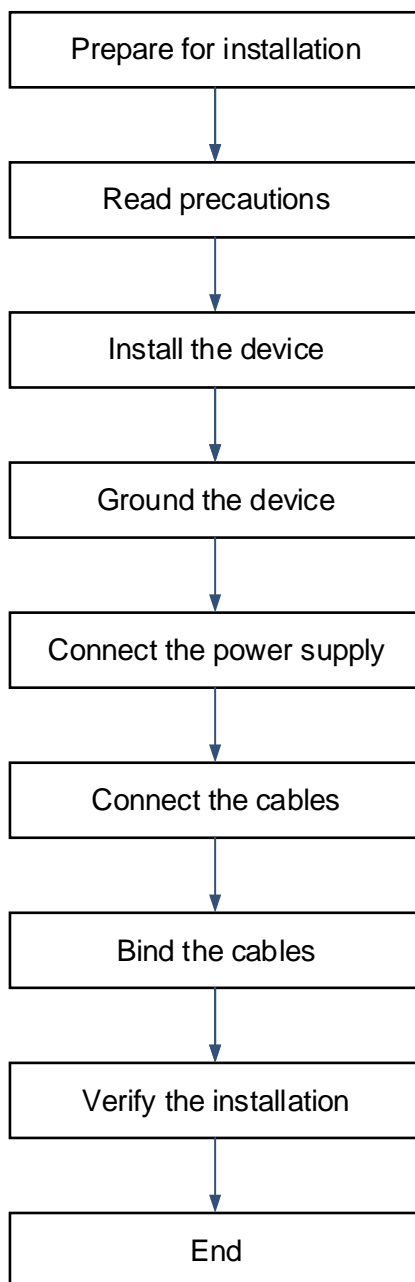 Prepare for installation
Read precautions
Install the device
Ground the device
Connect the power supply
Connect the cables
Bind the cables
Verify the installation
End